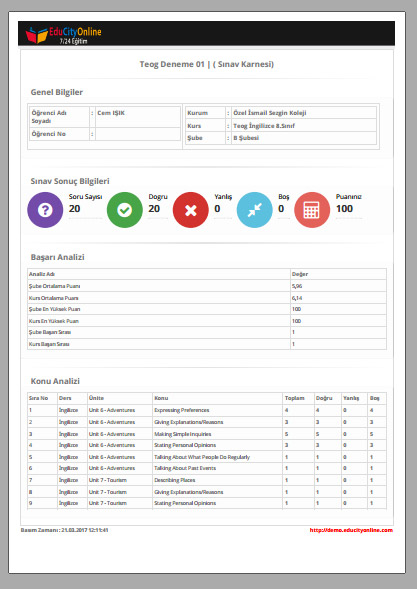 EduCityOnline
7/24 Eğitim
Teog Deneme 01 | ( Sınav Karnesi)
Genel Bilgiler
Öğrenci Adı Soyadı : Cem IŞIK
Öğrenci No :
Kurum : Özel İsmail Sezgin Koleji
Kurs : Teog İngilizce 8.Sınıf
Şube : B Şubesi
Sınav Sonuç Bilgileri
Soru Sayısı 20
Dogru 20
Yanlış 0
Boş 0
Puanınız 100
Başarı Analizi
Analiz Adı Değer
Şube Ortalama Puanı 5,96
Kurs Ortalama Puanı 6,14
Şube En Yüksek Puan 100
Kurs En Yüksek Puan 100
Şube Başarı Sırası 1
Kurs Başarı Sırası 1
Konu Analizi
Sıra No Ders Ünite Konu Toplam Doğru Yanlış Boş
1 İngilizce Unit 6 - Adventures Expressing Preferences 4 4 0 4
2 İngilizce Unit 6 - Adventures Giving Explanations/Reasons 3 3 0 3
3 İngilizce Unit 6 - Adventures Making Simple Inquiries 5 5 0 5
4 İngilizce Unit 6 - Adventures Stating Personal Opinions 3 3 0 3
5 İngilizce Unit 6 - Adventures Talking About What People Do Regularly 1 1 0 1
6 İngilizce Unit 6 - Adventures Talking About Past Events 1 1 0 1
7 İngilizce Unit 7 - Tourism Describing Places 1 1 0 1
8 İngilizce Unit 7 - Tourism Giving Explanations/Reasons 1 1 0 1
9 İngilizce Unit 7 - Tourism Stating Personal Opinions 1 1 0 1
Basım Zamanı : 21.03.2017 12:11:41
http://demo.educityonline.com